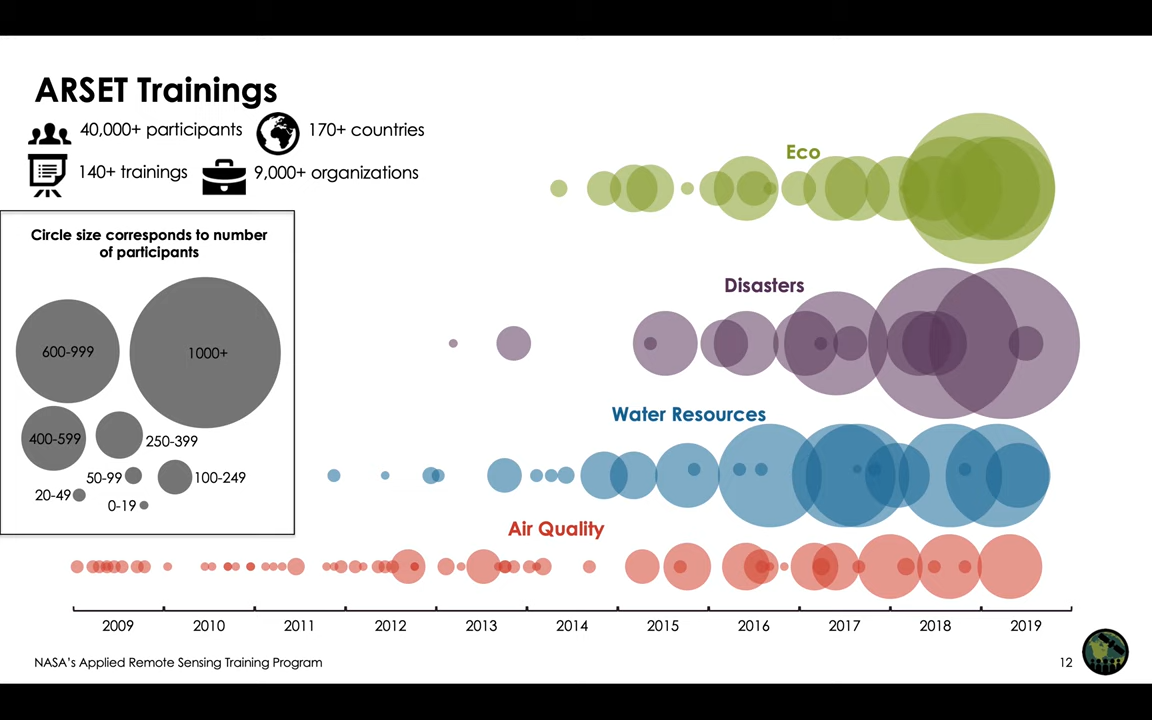 ARSET Trainings
40,000+ participants
170+ countries
140+ trainings
9,000+ organizations
Circle size corresponds to number
of participants
600-999
1000+
400-599
250-399
50-99
100-249
20-49
0-19
Eco
Disasters
Water Resources
Air Quality
2009 2010 2011 2012 2013 2014 2015 2016 2017 2018 2019
NASA's Applied Remote Sensing Training Program
12